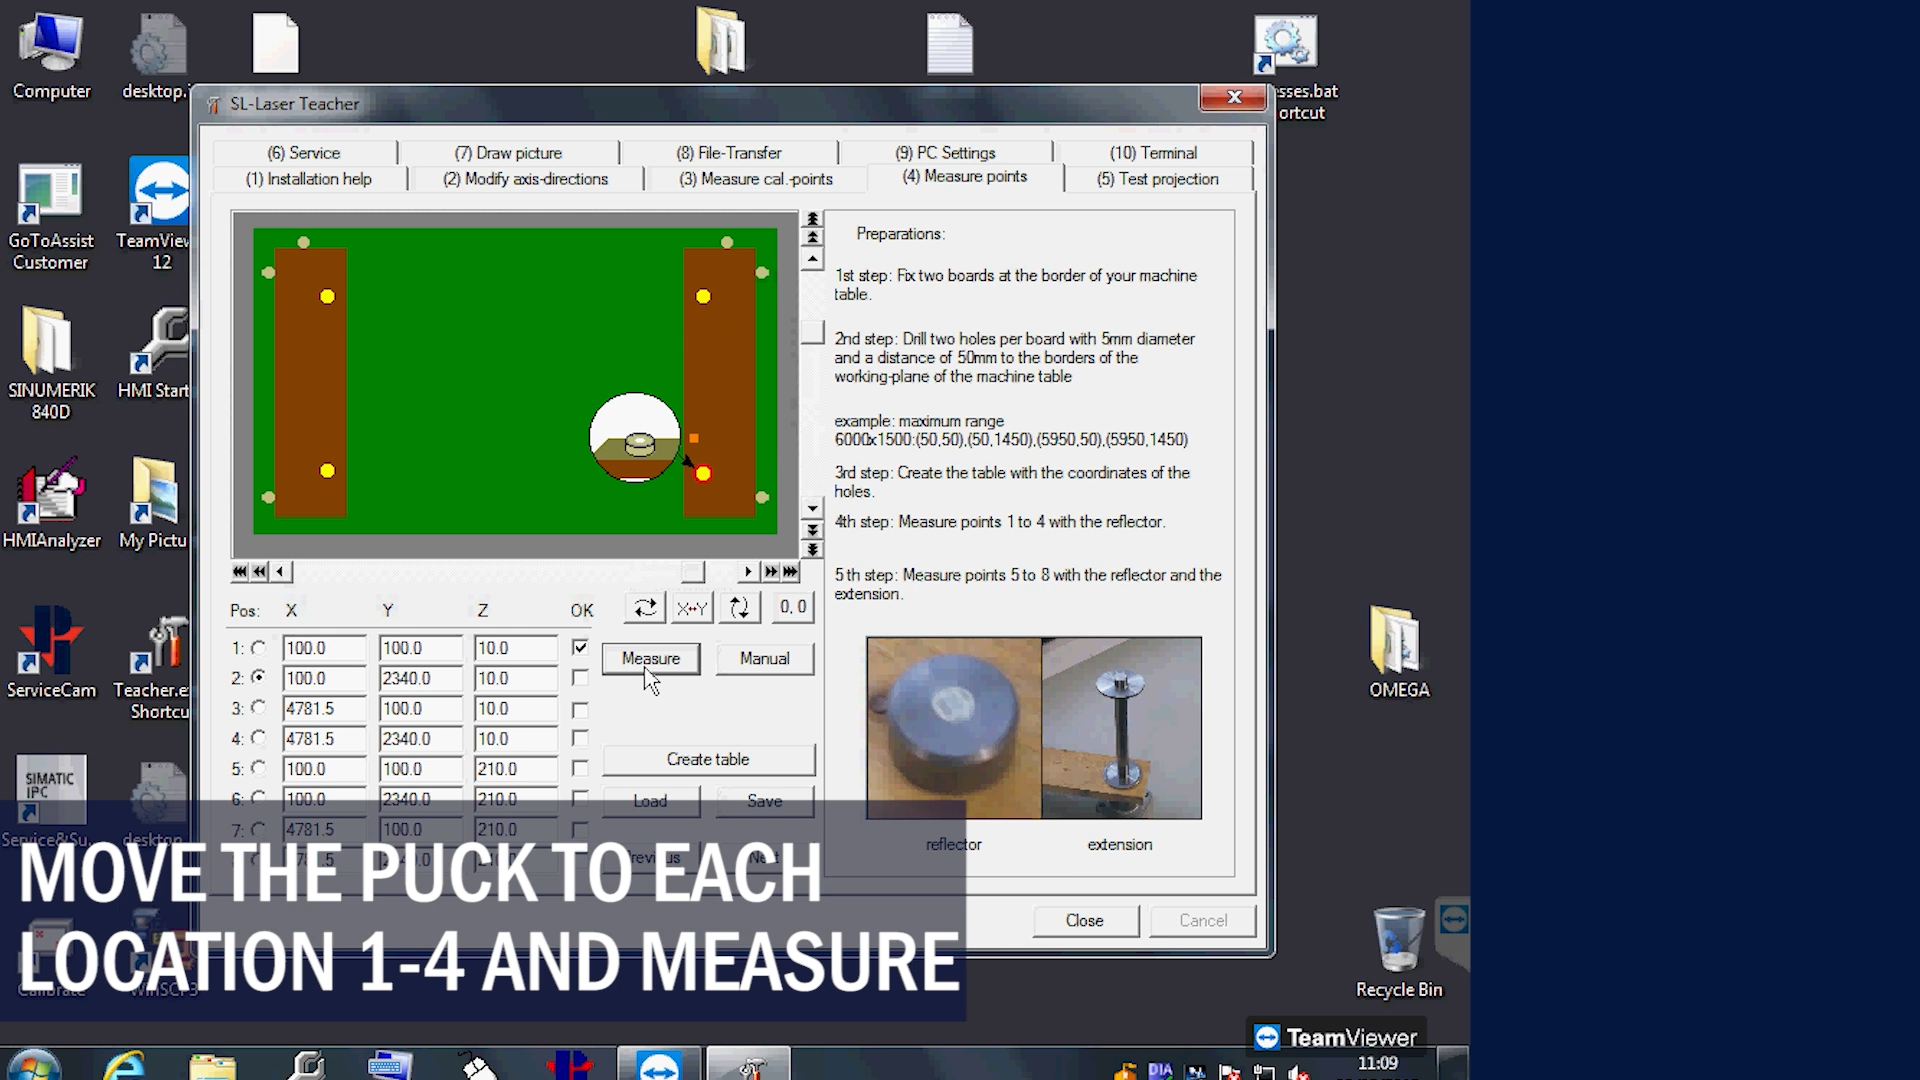 Computer
desktop.
esses.bat
ortcut
SL-Laser Teacher
(6) Service
(7) Draw picture
(8) File-Transfer
(9) PC Settings
(10) Terminal
(1) Installation help
(2) Modify axis-directions
(3) Measure cal.-points
(4) Measure points
(5) Test projection
GoToAssist
Customer
TeamView
12
SINUMERIK
840D
HMI Start
HMIAnalyzer
My Pictu
ServiceCam
Teacher.e
Shortcu
SIMATIC
IPC
Service&Su...
desktop
Calibrate
WinSCP3
Preparations:
1st step: Fix two boards at the border of your machine
table.
2nd step: Drill two holes per board with 5mm diameter
and a distance of 50mm to the borders of the
working-plane of the machine table
example: maximum range
6000x1500:(50,50),(50,1450),(5950,50),(5950,1450)
3rd step: Create the table with the coordinates of the
holes.
4th step: Measure points 1 to 4 with the reflector.
5 th step: Measure points 5 to 8 with the reflector and the
extension.
reflector
extension
Pos: X Y Z OK
X↔Y
0, 0
1: 100.0 100.0 10.0
2: 100.0 2340.0 10.0
3: 4781.5 100.0 10.0
4: 4781.5 2340.0 10.0
5: 100.0 100.0 210.0
6: 100.0 2340.0 210.0
7: 4781.5 100.0 210.0
Measure
Manual
Create table
Load
Save
Close
Cancel
OMEGA
Recycle Bin
MOVE THE PUCK TO EACH
LOCATION 1-4 AND MEASURE
TeamViewer
DIA
11:09